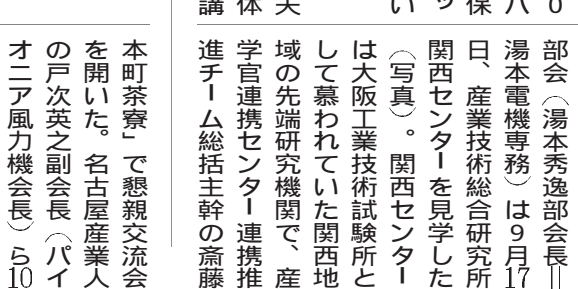 部会（湯本秀逸部会長＝
湯本電機専務）は９月17
日、産業技術総合研究所
関西センターを見学した
（写真）。関西センター
は大阪工業技術試験所と
して慕われていた関西地
域の先端研究機関で、産
学官連携センター連携推
進チーム総括主幹の斎藤
本町茶寮」で懇親交流会
を開いた。名古屋産業人
の戸次英之副会長（パイ
オニア風力機会長）ら10